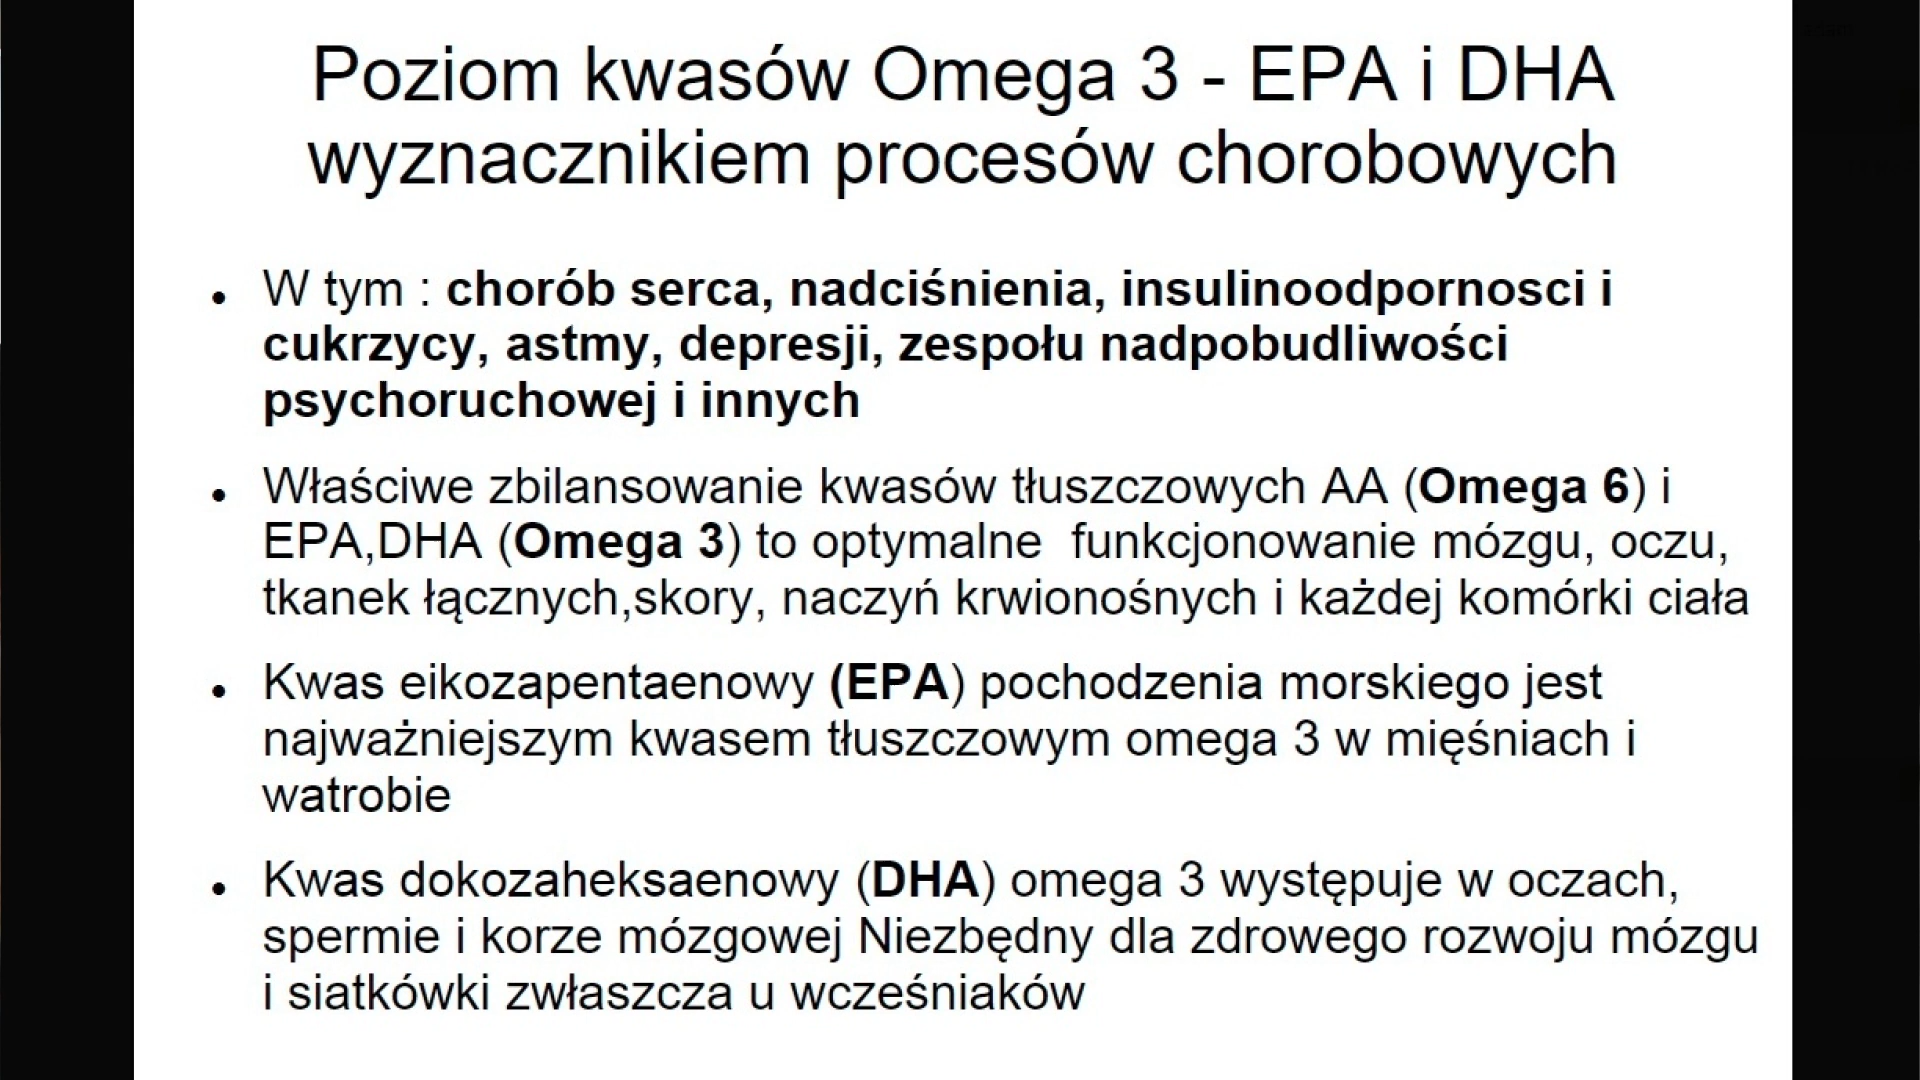 Poziom kwasów Omega 3 - EPA i DHA
wyznacznikiem procesów chorobowych
• W tym : chorób serca, nadciśnienia, insulinoodpornosci i
cukrzycy, astmy, depresji, zespołu nadpobudliwości
psychoruchowej i innych
• Właściwe zbilansowanie kwasów tłuszczowych AA (Omega 6) i
EPA,DHA (Omega 3) to optymalne  funkcjonowanie mózgu, oczu,
tkanek łącznych,skory, naczyń krwionośnych i każdej komórki ciała
• Kwas eikozapentaenowy (EPA) pochodzenia morskiego jest
najważniejszym kwasem tłuszczowym omega 3 w mięśniach i
watrobie
• Kwas dokozaheksaenowy (DHA) omega 3 występuje w oczach,
spermie i korze mózgowej Niezbędny dla zdrowego rozwoju mózgu
i siatkówki zwłaszcza u wcześniaków